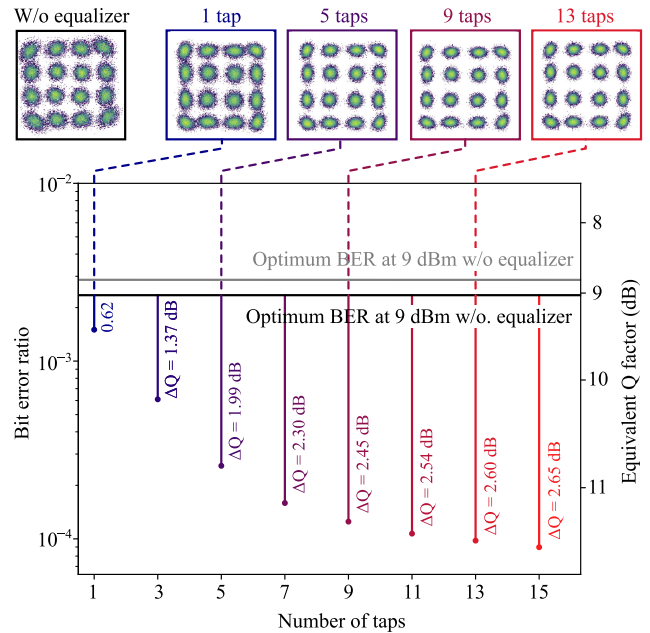 W/o equalizer
1 tap
5 taps
9 taps
13 taps
10⁻²
8
Optimum BER at 9 dBm w/o equalizer
9
Optimum BER at 9 dBm w/o. equalizer
0.62
ΔQ = 1.37 dB
ΔQ = 1.99 dB
ΔQ = 2.30 dB
ΔQ = 2.45 dB
ΔQ = 2.54 dB
ΔQ = 2.60 dB
ΔQ = 2.65 dB
10⁻³
10
11
10⁻⁴
Bit error ratio
Equivalent Q factor (dB)
1 3 5 7 9 11 13 15
Number of taps